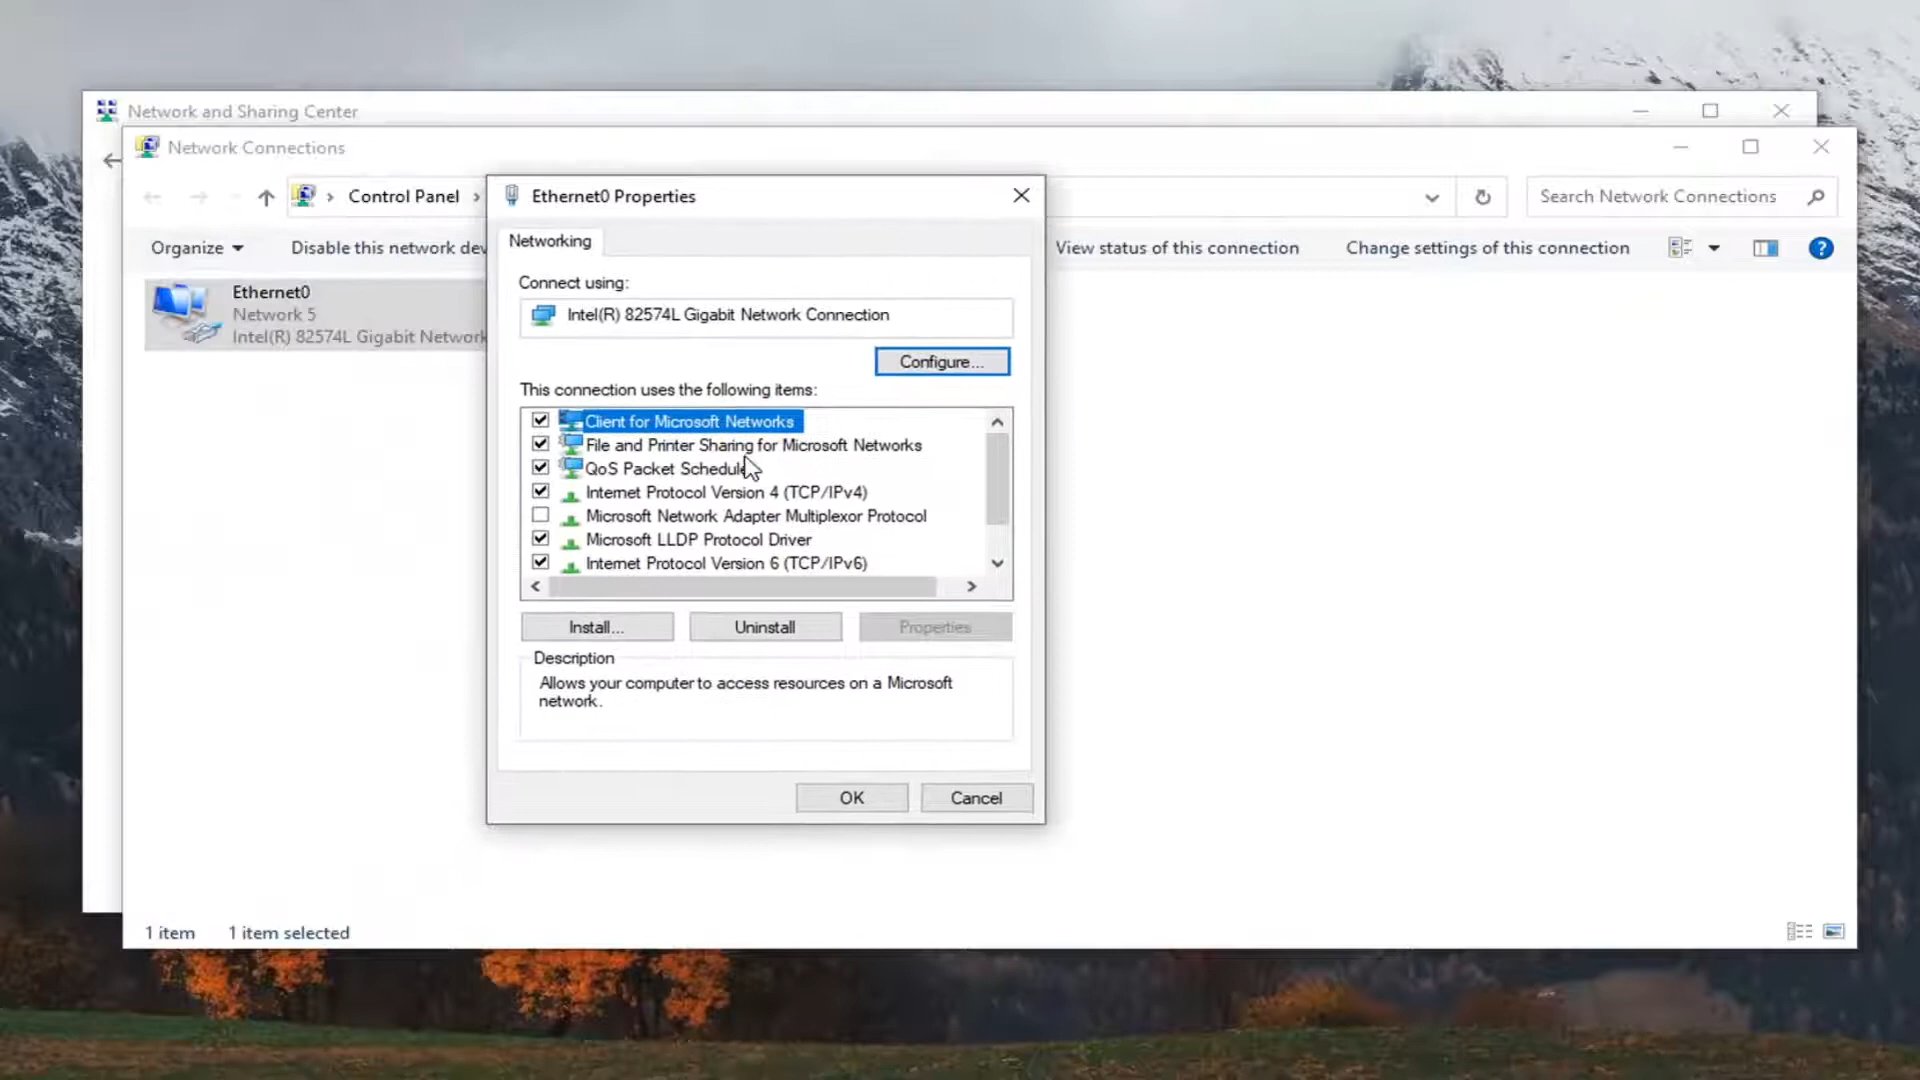 Network and Sharing Center
Network Connections
Control Panel
Search Network Connections
Organize
Disable this network dev
View status of this connection
Change settings of this connection
Ethernet0
Network 5
Intel(R) 82574L Gigabit Network
Ethernet0 Properties
Networking
Connect using:
Intel(R) 82574L Gigabit Network Connection
Configure...
This connection uses the following items:
Client for Microsoft Networks
File and Printer Sharing for Microsoft Networks
QoS Packet Schedule
Internet Protocol Version 4 (TCP/IPv4)
Microsoft Network Adapter Multiplexor Protocol
Microsoft LLDP Protocol Driver
Internet Protocol Version 6 (TCP/IPv6)
Install...
Uninstall
Properties
Description
Allows your computer to access resources on a Microsoft
network.
OK
Cancel
1 item
1 item selected